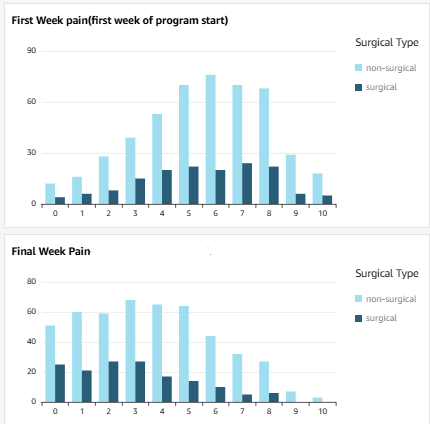 First Week pain(first week of program start)
Surgical Type
non-surgical
surgical
90
60
30
0
0 1 2 3 4 5 6 7 8 9 10
Final Week Pain
Surgical Type
non-surgical
surgical
80
60
40
20
0
0 1 2 3 4 5 6 7 8 9 10